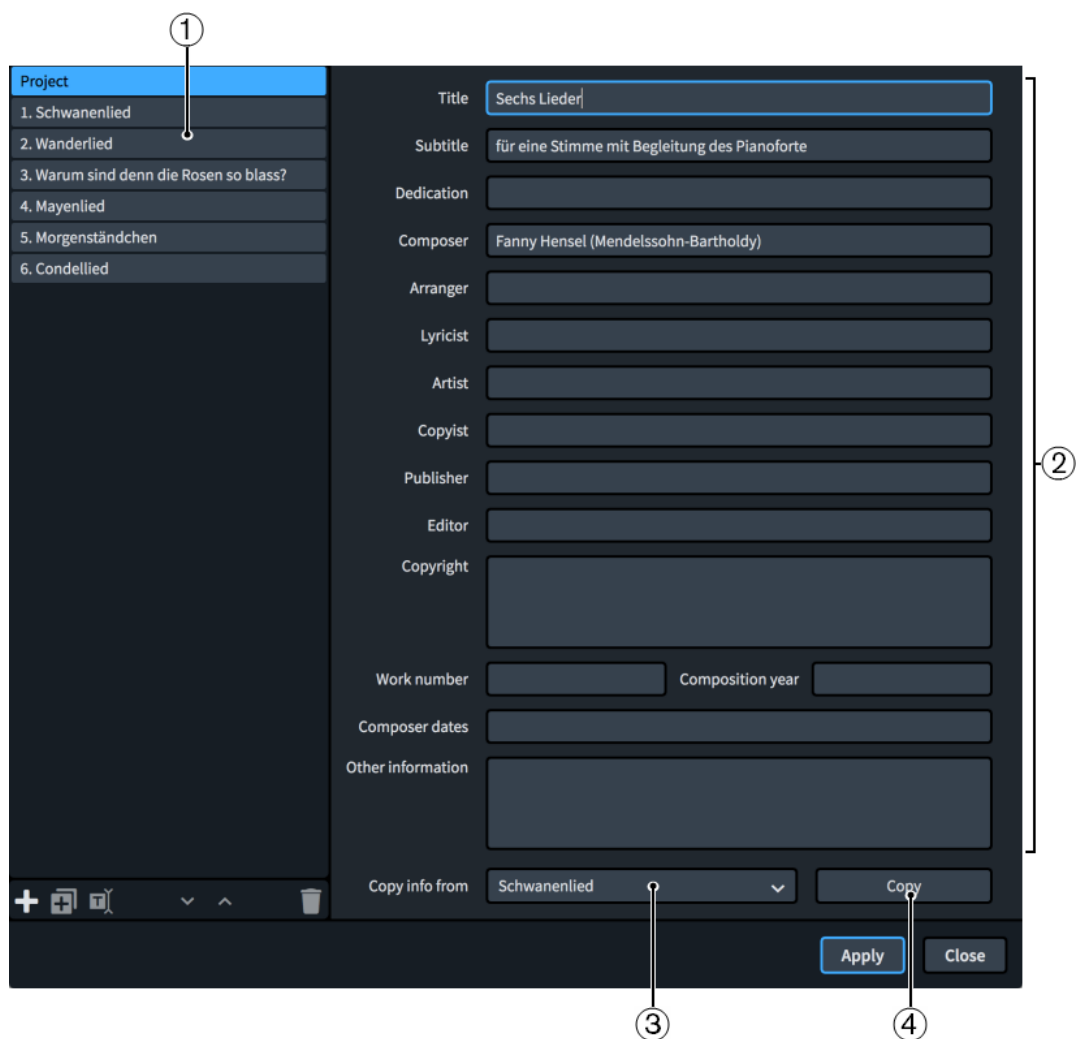 ①
Project
1. Schwanenlied
2. Wanderlied
3. Warum sind denn die Rosen so blass?
4. Mayenlied
5. Morgenständchen
6. Condellied
Title Sechs Lieder
Subtitle für eine Stimme mit Begleitung des Pianoforte
Dedication
Composer Fanny Hensel (Mendelssohn-Bartholdy)
Arranger
Lyricist
Artist
Copyist
②
Publisher
Editor
Copyright
Work number Composition year
Composer dates
Other information
Copy info from Schwanenlied Copy
Apply Close
③ ④